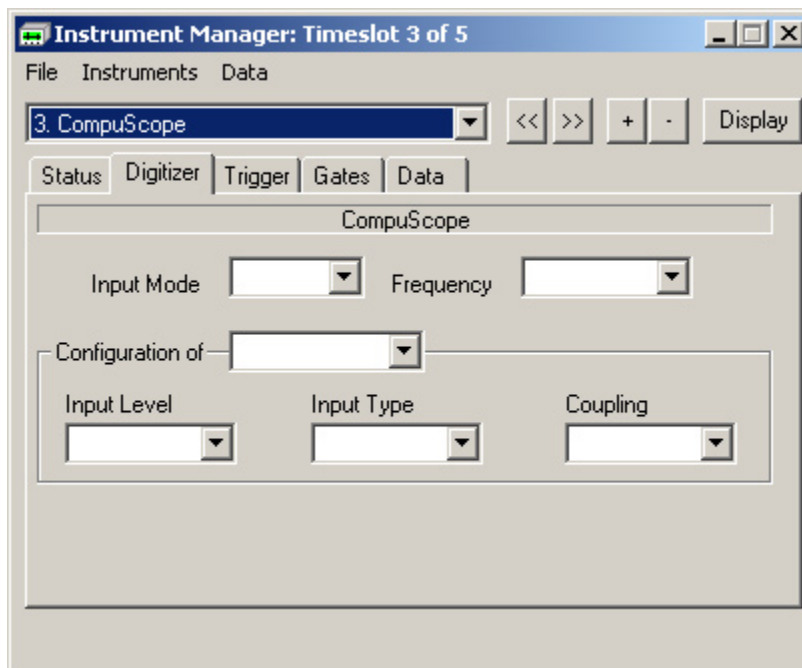 Instrument Manager: Timeslot 3 of 5
File Instruments Data
3. CompuScope << >> + - Display
Status Digitizer Trigger Gates Data
CompuScope
Input Mode Frequency
Configuration of
Input Level Input Type Coupling